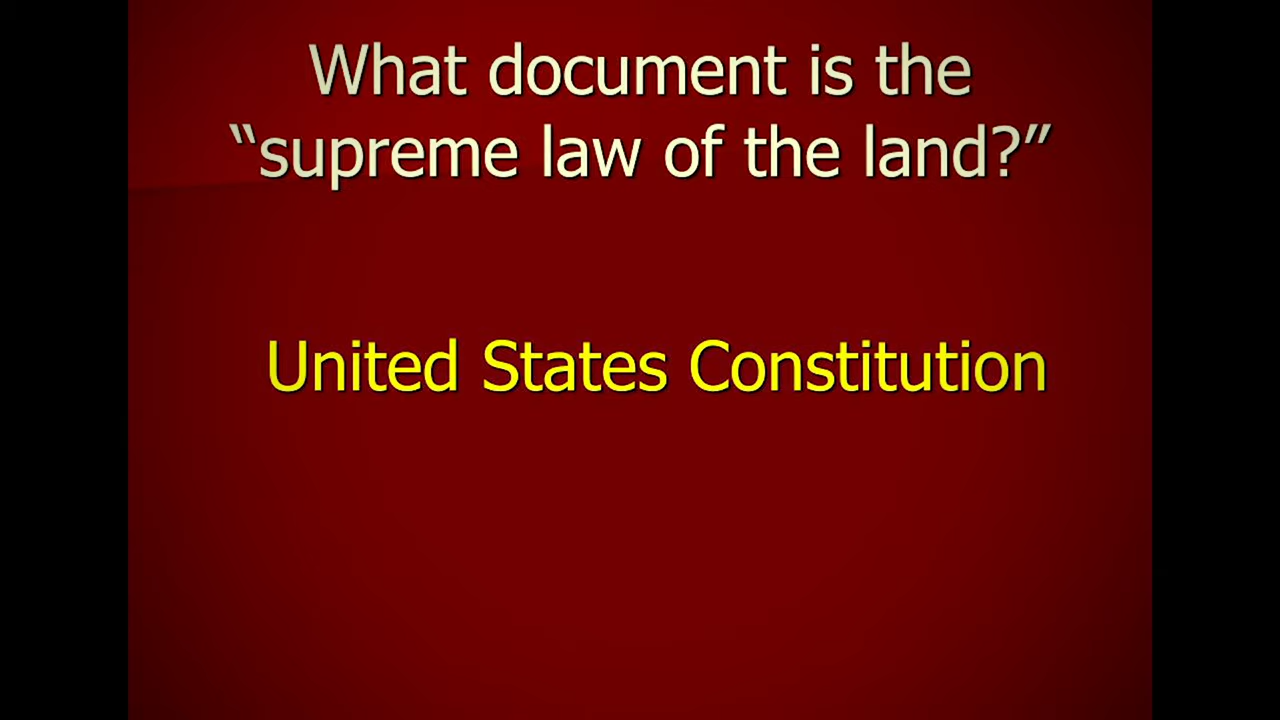 What document is the
“supreme law of the land?”
United States Constitution